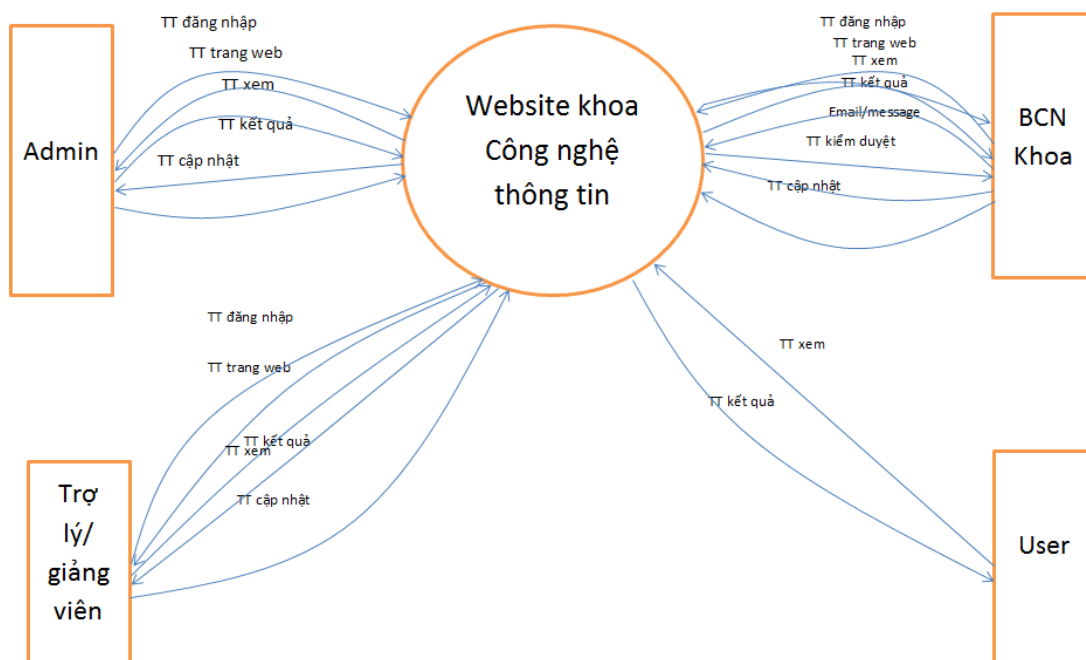 TT đăng nhập
TT trang web
TT xem
TT kết quả
TT cập nhật
Admin
Website khoa
Công nghệ
thông tin
TT đăng nhập
TT trang web
TT xem
TT kết quả
Email/message
TT kiểm duyệt
TT cập nhật
BCN
Khoa
TT đăng nhập
TT trang web
TT kết quả
TT xem
TT cập nhật
Trợ
lý/
giảng
viên
TT xem
TT kết quả
User